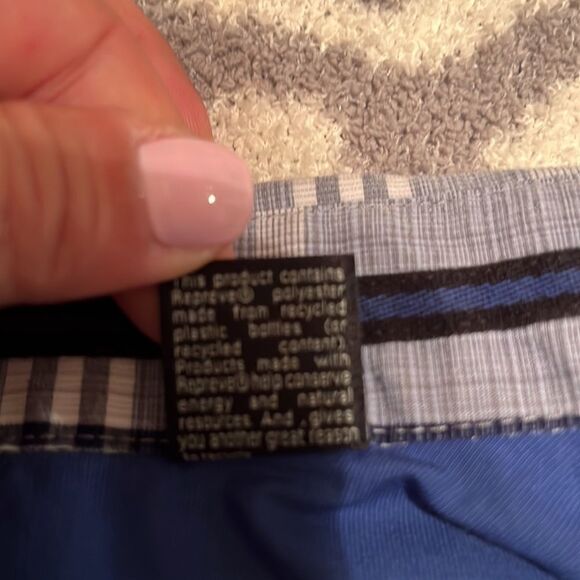 This product contains
Repreve® polyester
made from recycled
plastic bottles (or
recycled content).
Products made with
Repreve® help conserve
energy and natural
resources. And, gives
you another great reason